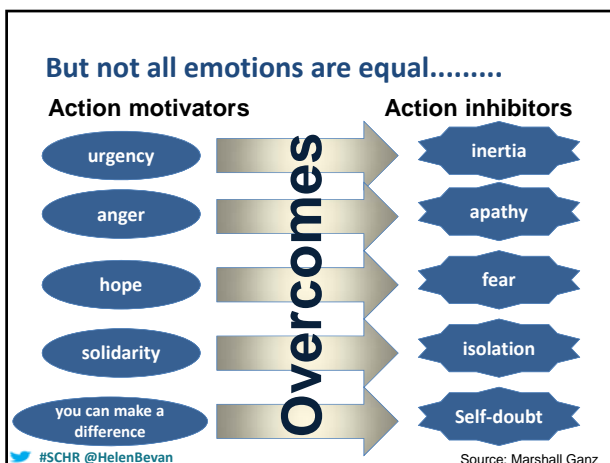 But not all emotions are equal.........
Action motivators
Action inhibitors
urgency
inertia
anger
apathy
hope
fear
solidarity
isolation
you can make a
difference
Self-doubt
Overcomes
#SCHR @HelenBevan
Source: Marshall Ganz